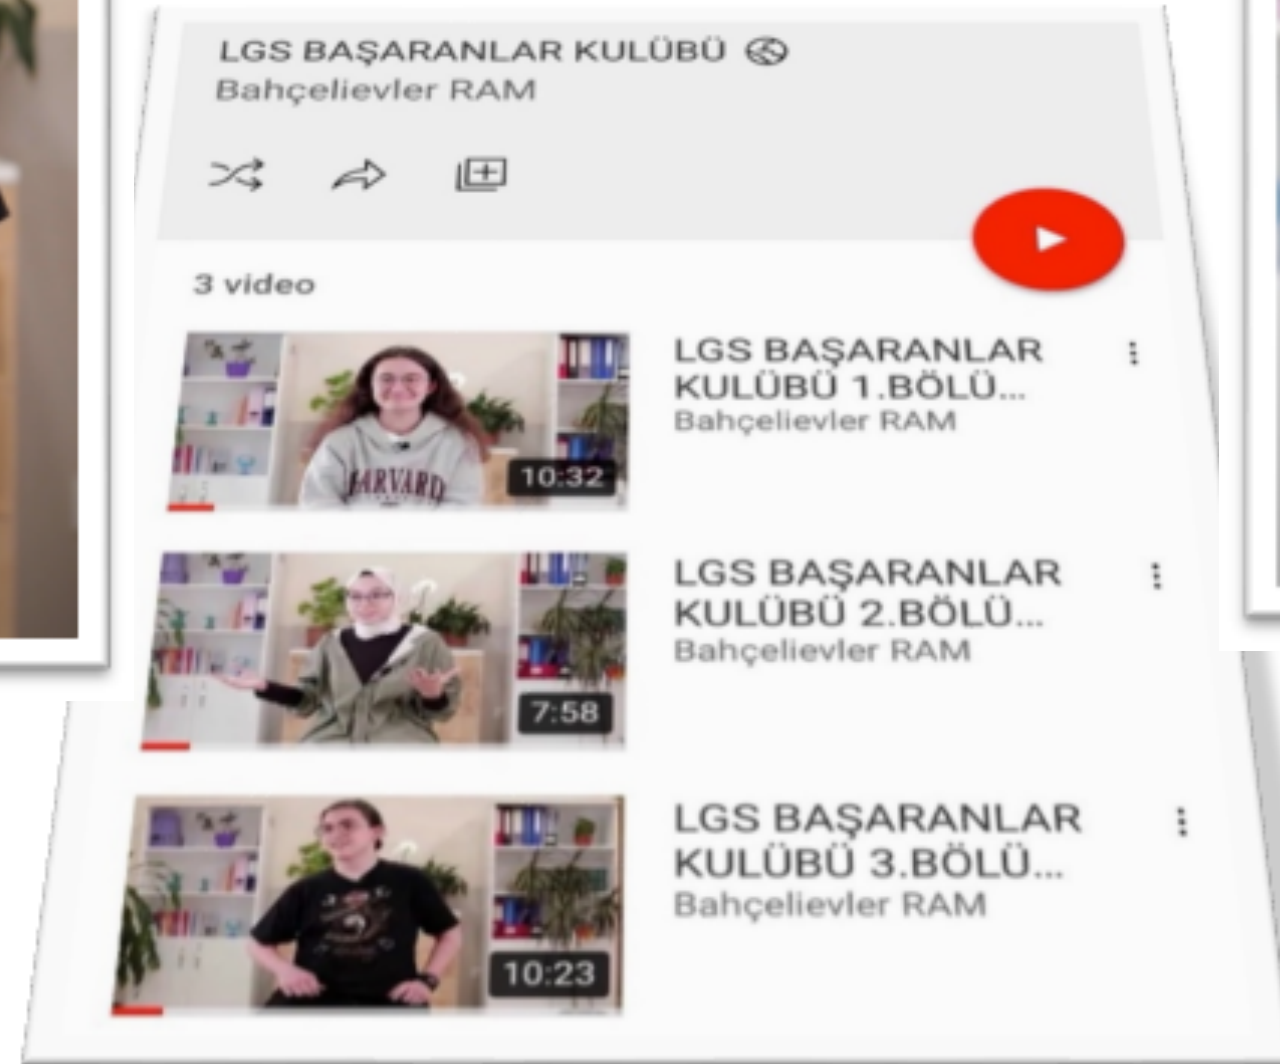 LGS BAŞARANLAR KULÜBÜ
Bahçelievler RAM
3 video
LGS BAŞARANLAR
KULÜBÜ 1.BÖLÜ...
Bahçelievler RAM
HARVARD
10:32
LGS BAŞARANLAR
KULÜBÜ 2.BÖLÜ...
Bahçelievler RAM
7:58
LGS BAŞARANLAR
KULÜBÜ 3.BÖLÜ...
Bahçelievler RAM
10:23